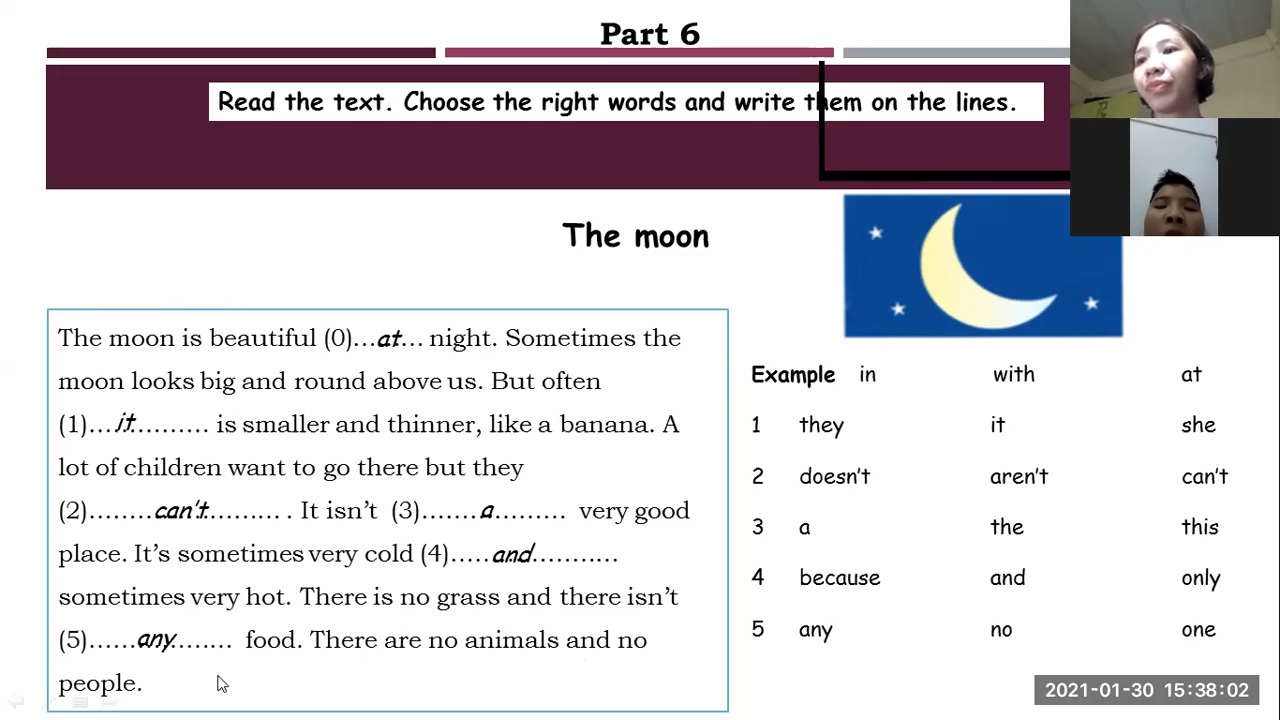 Part 6
Read the text. Choose the right words and write them on the lines.
The moon
The moon is beautiful (0)…at… night. Sometimes the
moon looks big and round above us. But often
(1)…it.……… is smaller and thinner, like a banana. A
lot of children want to go there but they
(2)……..can't.……….. . It isn't (3)…….a……… very good
place. It's sometimes very cold (4)…..and………..
sometimes very hot. There is no grass and there isn't
(5)……any.……. food. There are no animals and no
people.
Example in with at
1 they it she
2 doesn't aren't can't
3 a the this
4 because and only
5 any no one
2021-01-30 15:38:02